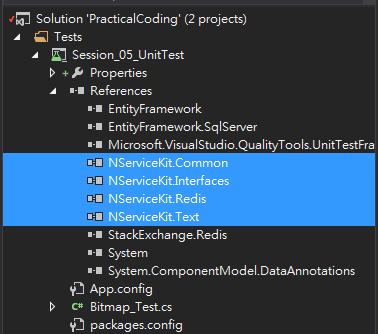 Solution 'PracticalCoding' (2 projects)
Tests
Session_05_UnitTest
Properties
References
EntityFramework
EntityFramework.SqlServer
Microsoft.VisualStudio.QualityTools.UnitTestFra
NServiceKit.Common
NServiceKit.Interfaces
NServiceKit.Redis
NServiceKit.Text
StackExchange.Redis
System
System.ComponentModel.DataAnnotations
App.config
C# Bitmap_Test.cs
packages.config